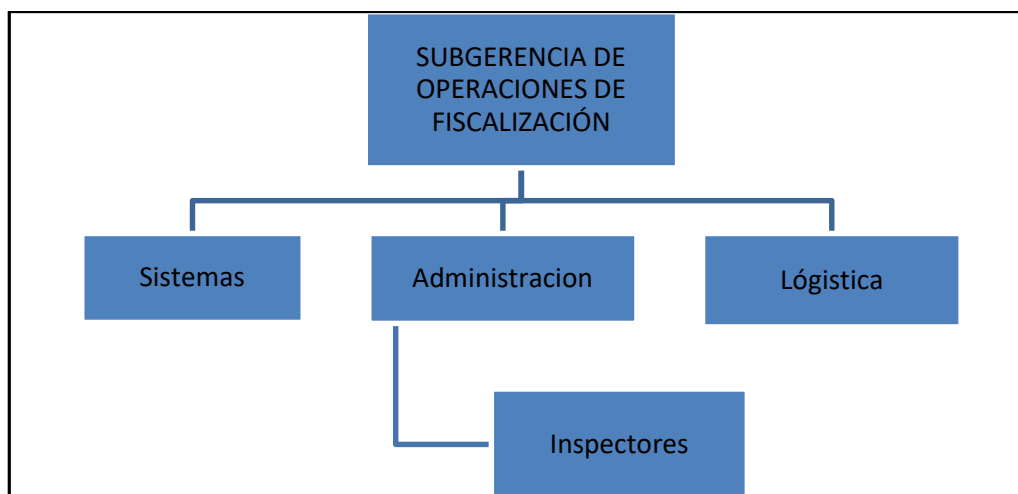 SUBGERENCIA DE
OPERACIONES DE
FISCALIZACIÓN
Sistemas
Administracion
Lógistica
Inspectores